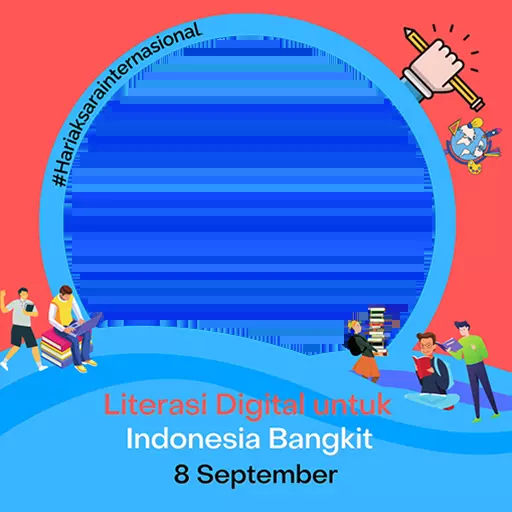 #Hariaksarainternasional
Literasi Digital untuk
Indonesia Bangkit
8 September